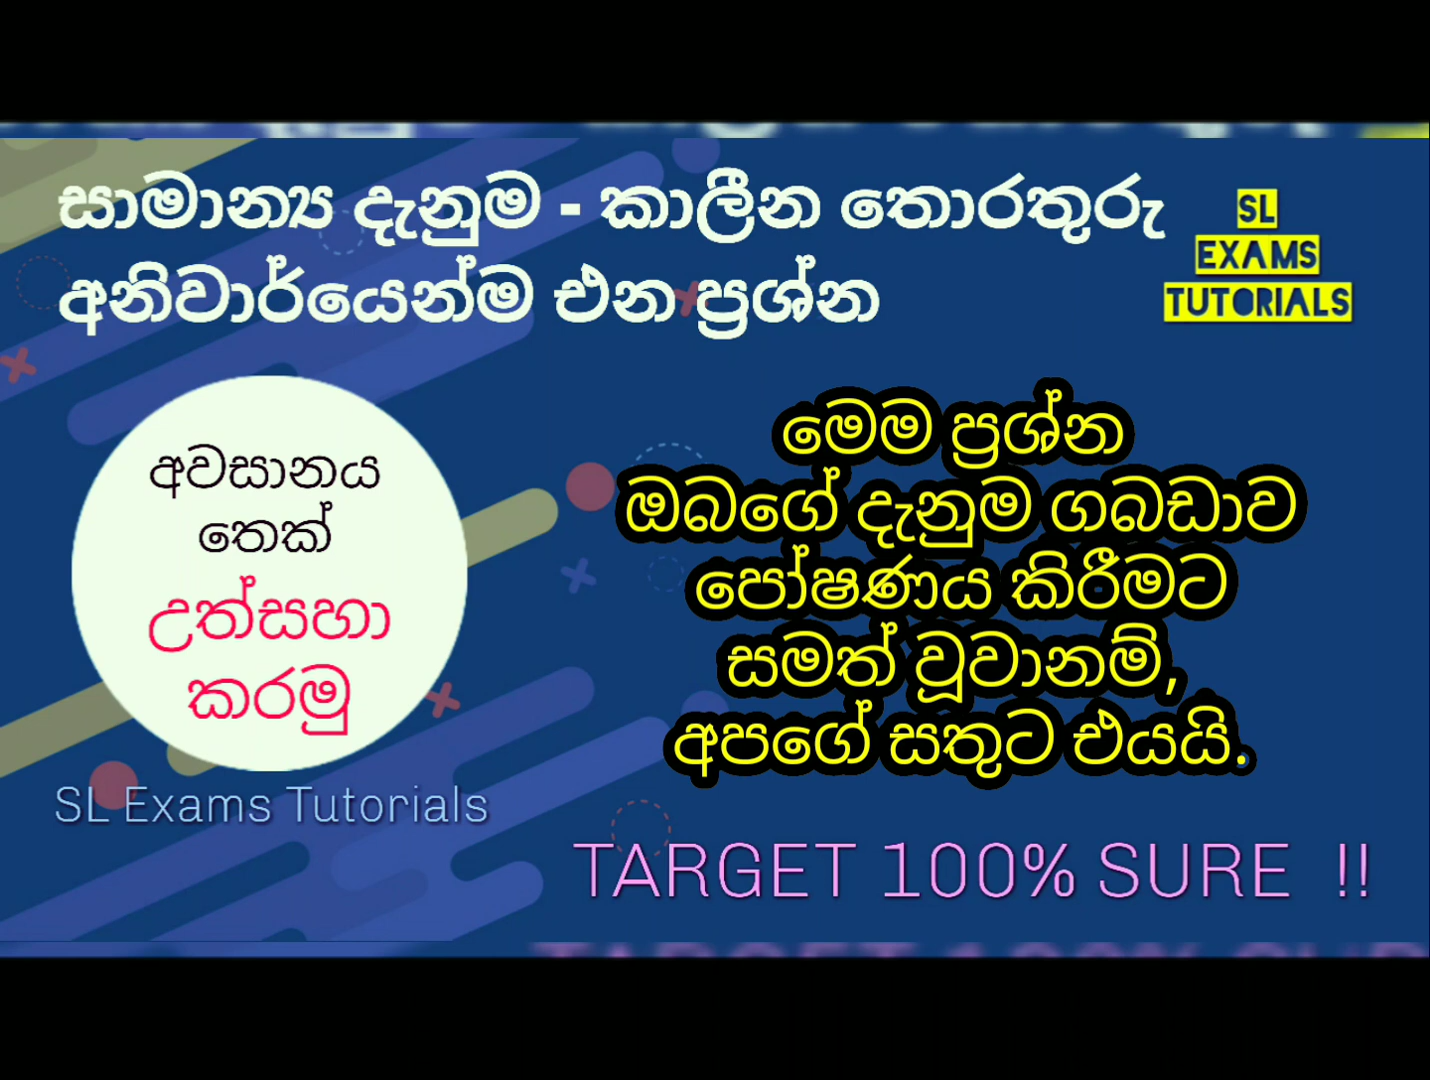 සාමාන්‍ය දැනුම - කාලීන තොරතුරු
අනිවාර්යෙන්ම එන ප්‍රශ්න
SL
EXAMS
TUTORIALS
අවසානය
තෙක්
උත්සහා
කරමු
SL Exams Tutorials
මෙම ප්‍රශ්න
ඔබගේ දැනුම ගබඩාව
පෝෂණය කිරීමට
සමත් වූවානම්,
අපගේ සතුට එයයි.
TARGET 100% SURE !!